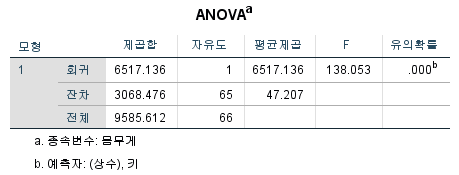 ANOVAa
모형 제곱합 자유도 평균제곱 F 유의확률
1 회귀 6517.136 1 6517.136 138.053 .000b
잔차 3068.476 65 47.207
전체 9585.612 66
a. 종속변수: 몸무게
b. 예측자: (상수), 키